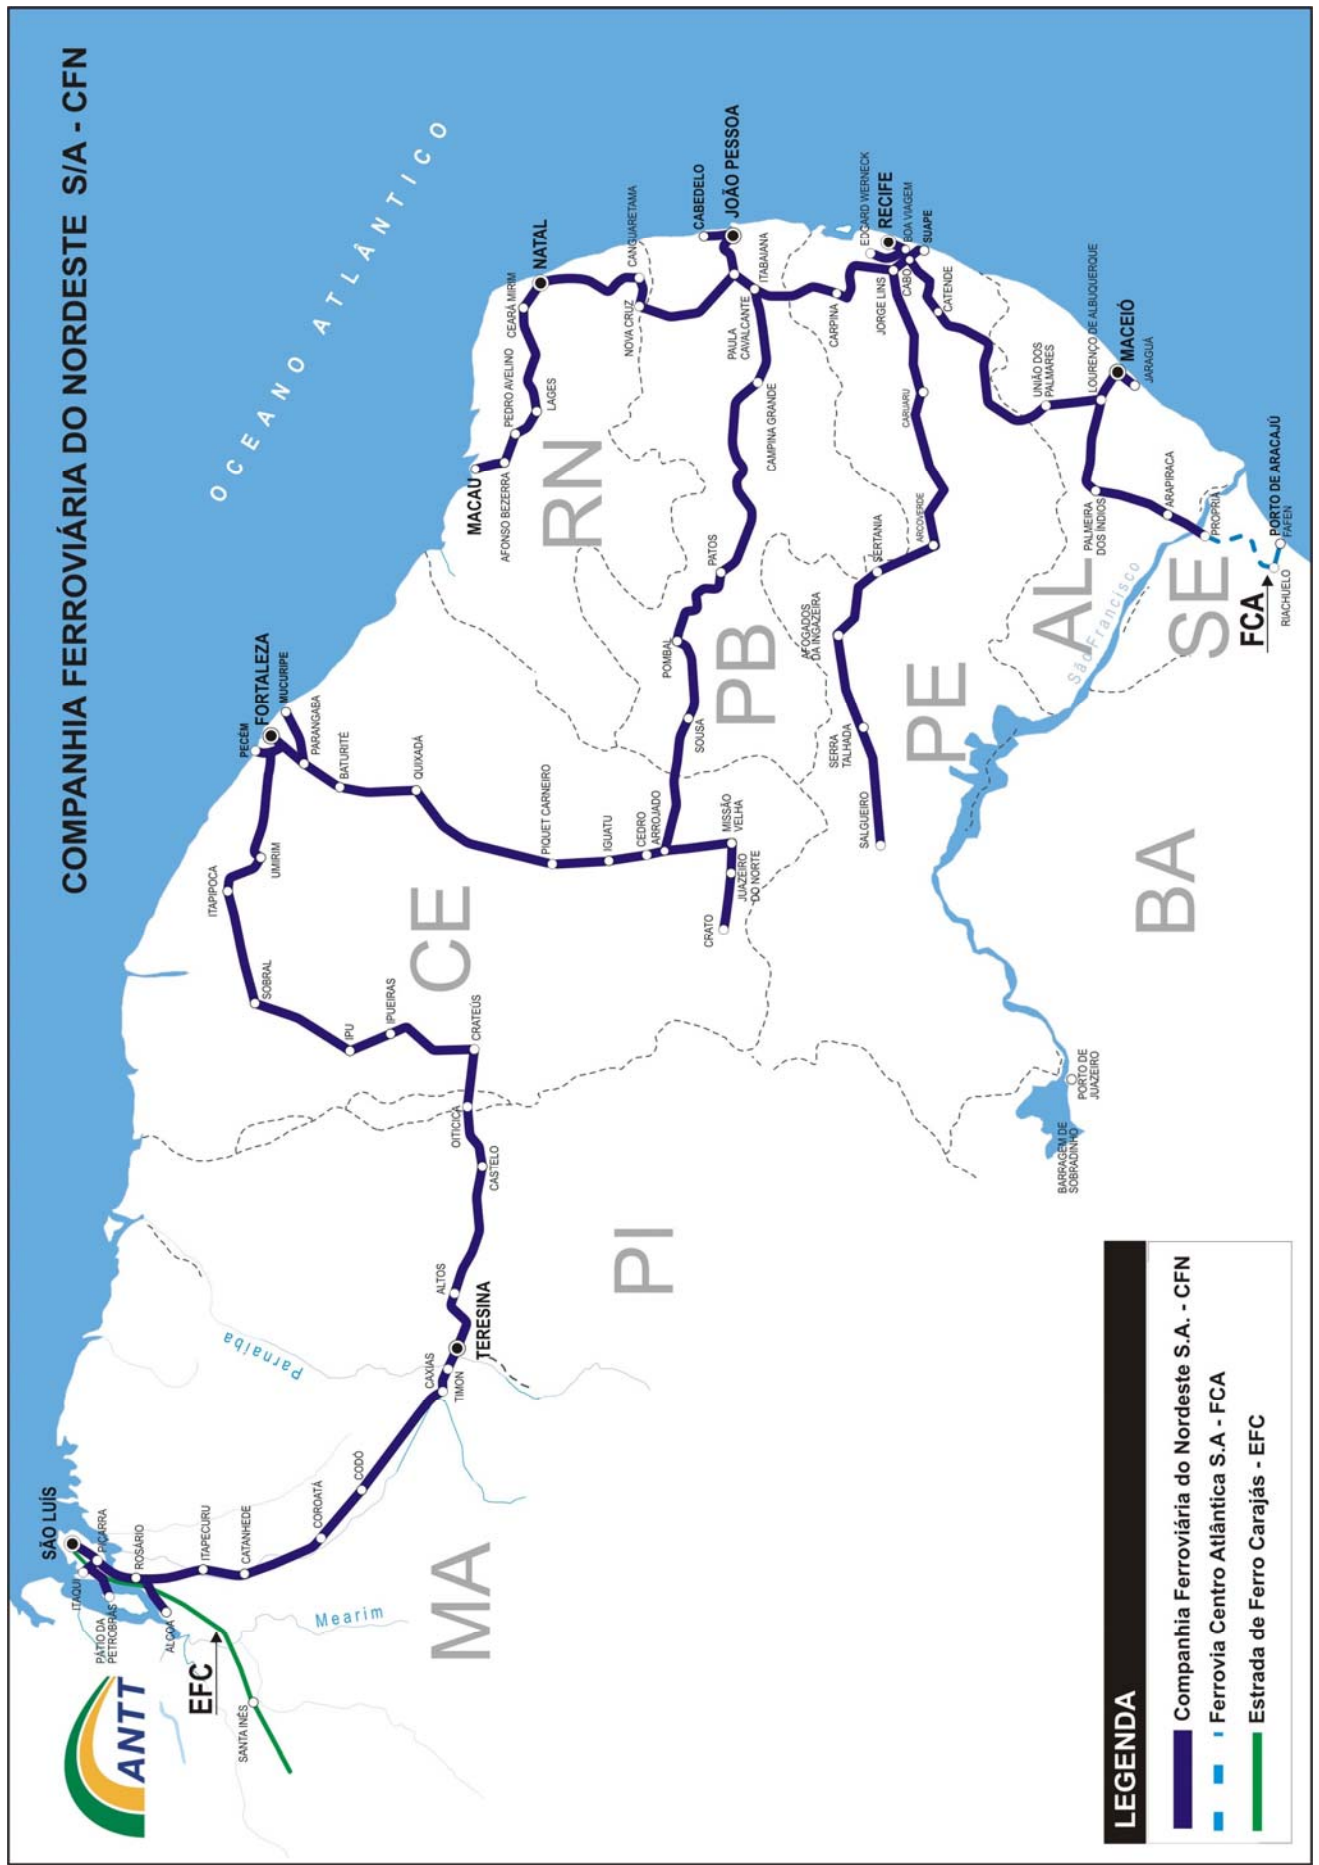 COMPANHIA FERROVIÁRIA DO NORDESTE S/A - CFN
OCEANO ATLÂNTICO
ANTT
SÃO LUÍS
ITAQUI
PICARRA
PÁTIO DA
PETROBRÁS
ROSÁRIO
ALCOA
EFC
SANTA INÊS
ITAPECURU
CATANHEDE
Mearim
COROATÁ
CODÓ
MA
Parnaíba
CAXIAS
TIMON
TERESINA
ALTOS
PI
CASTELO
OITICICA
CRATEÚS
IPUEIRAS
IPU
SOBRAL
CE
ITAPIPOCA
UMIRIM
PECÉM
FORTALEZA
MUCURIPE
PARANGABA
BATURITÉ
QUIXADÁ
PIQUET CARNEIRO
IGUATU
CEDRO
ARROJADO
MISSÃO
VELHA
JUAZEIRO
DO NORTE
CRATO
SOUSA
POMBAL
PATOS
PB
CAMPINA GRANDE
MACAU
AFONSO BEZERRA
PEDRO AVELINO
LAGES
CEARÁ MIRIM
NATAL
RN
CANGUARETAMA
NOVA CRUZ
CABEDELO
JOÃO PESSOA
ITABAIANA
PAULA
CAVALCANTE
CARPINA
EDGARD WERNECK
RECIFE
BOA VIAGEM
SUAPE
JORGE LINS
CABO
CATENDE
CARUARU
ARCOVERDE
SERTANIA
AFOGADOS
DA INGAZEIRA
SERRA
TALHADA
SALGUEIRO
PE
UNIÃO DOS
PALMARES
LOURENÇO DE ALBUQUERQUE
MACEIÓ
JARAGUÁ
PALMEIRA
DOS ÍNDIOS
ARAPIRACA
PROPRIÁ
AL
São Francisco
SE
PORTO DE ARACAJÚ
FAFEN
RIACHUELO
FCA
BA
PORTO DE
JUAZEIRO
BARRAGEM DE
SOBRADINHO
LEGENDA
Companhia Ferroviária do Nordeste S.A. - CFN
Ferrovia Centro Atlântica S.A - FCA
Estrada de Ferro Carajás - EFC